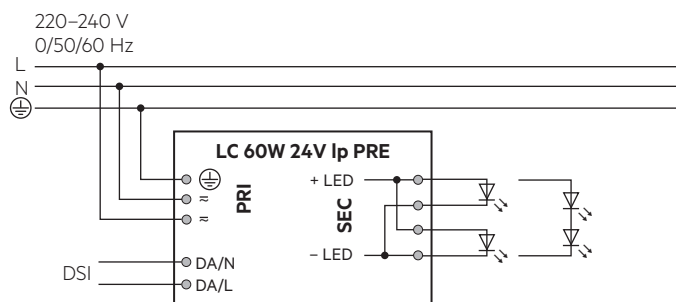 220–240 V
0/50/60 Hz
L
N
LC 60W 24V lp PRE
PRI
+ LED
≂
SEC
≂
– LED
DSI
DA/N
DA/L